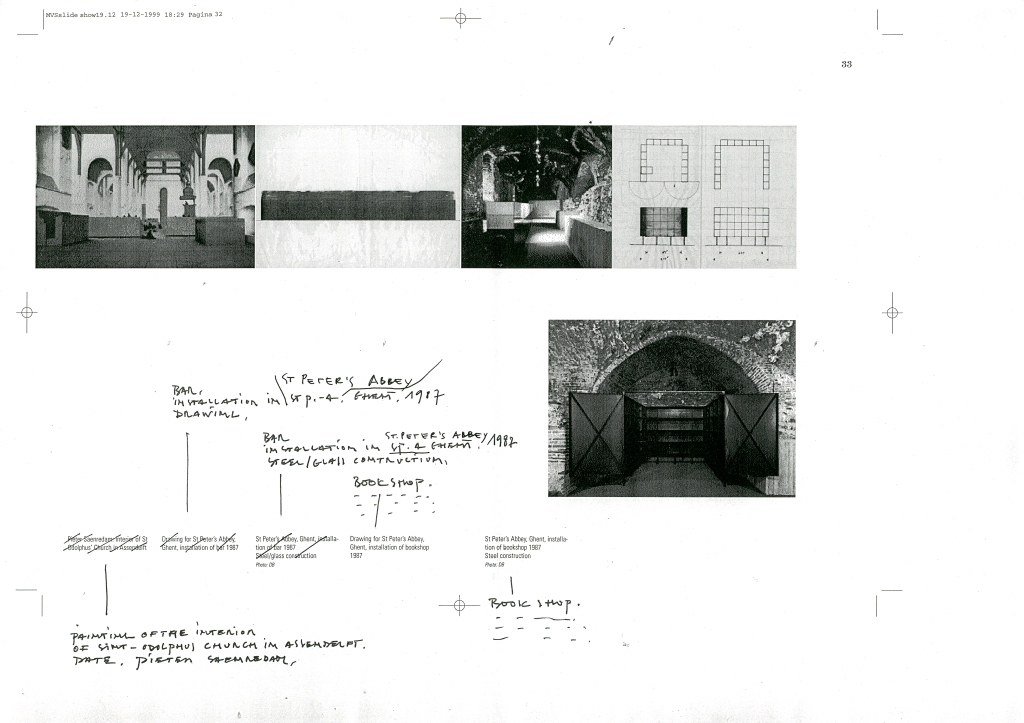 MVSslide show19.12 19-12-1999 18:29 Pagina 32
33
ST PETER'S ABBEY
BAR,
INSTALLATION IN ST P.-A. GHENT. 1987
DRAWING,
BAR
ST. PETER'S ABBEY
INSTALLATION IN ST. A GHENT. 1987
STEEL/GLASS CONSTRUCTION,
BOOKSHOP.
Pieter Saenredam: interior of St
Odolphus' Church in Assendelft
Drawing for St Peter's Abbey,
Ghent, installation of bar 1987
St Peter's Abbey, Ghent, installa-
tion of bar 1987
Steel/glass construction
Photo: DB
Drawing for St Peter's Abbey,
Ghent, installation of bookshop
1987
St Peter's Abbey, Ghent, installa-
tion of bookshop 1987
Steel construction
Photo: DB
BOOKSHOP.
PAINTING OF THE INTERIOR
OF SINT-ODOLPHUS CHURCH IN ASSENDELFT.
DATE. PIETER SAENREDAM,